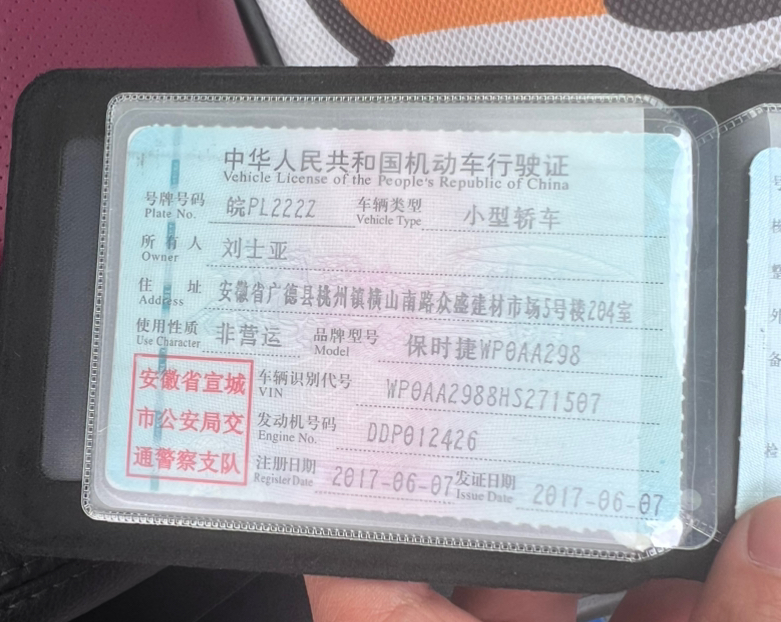 中华人民共和国机动车行驶证
Vehicle License of the People's Republic of China
号牌号码 皖PL222Z 车辆类型 小型轿车
Plate No. Vehicle Type
所有人 刘士亚
Owner
住址 安徽省广德县桃州镇横山南路众盛建材市场5号楼204室
Address
使用性质 非营运 品牌型号 保时捷WP0AA298
Use Character Model
安徽省宣城
市公安局交
通警察支队
车辆识别代号 WP0AA2988HS271507
VIN
发动机号码 DDP012426
Engine No.
注册日期 2017-06-07 发证日期 2017-06-07
Register Date Issue Date